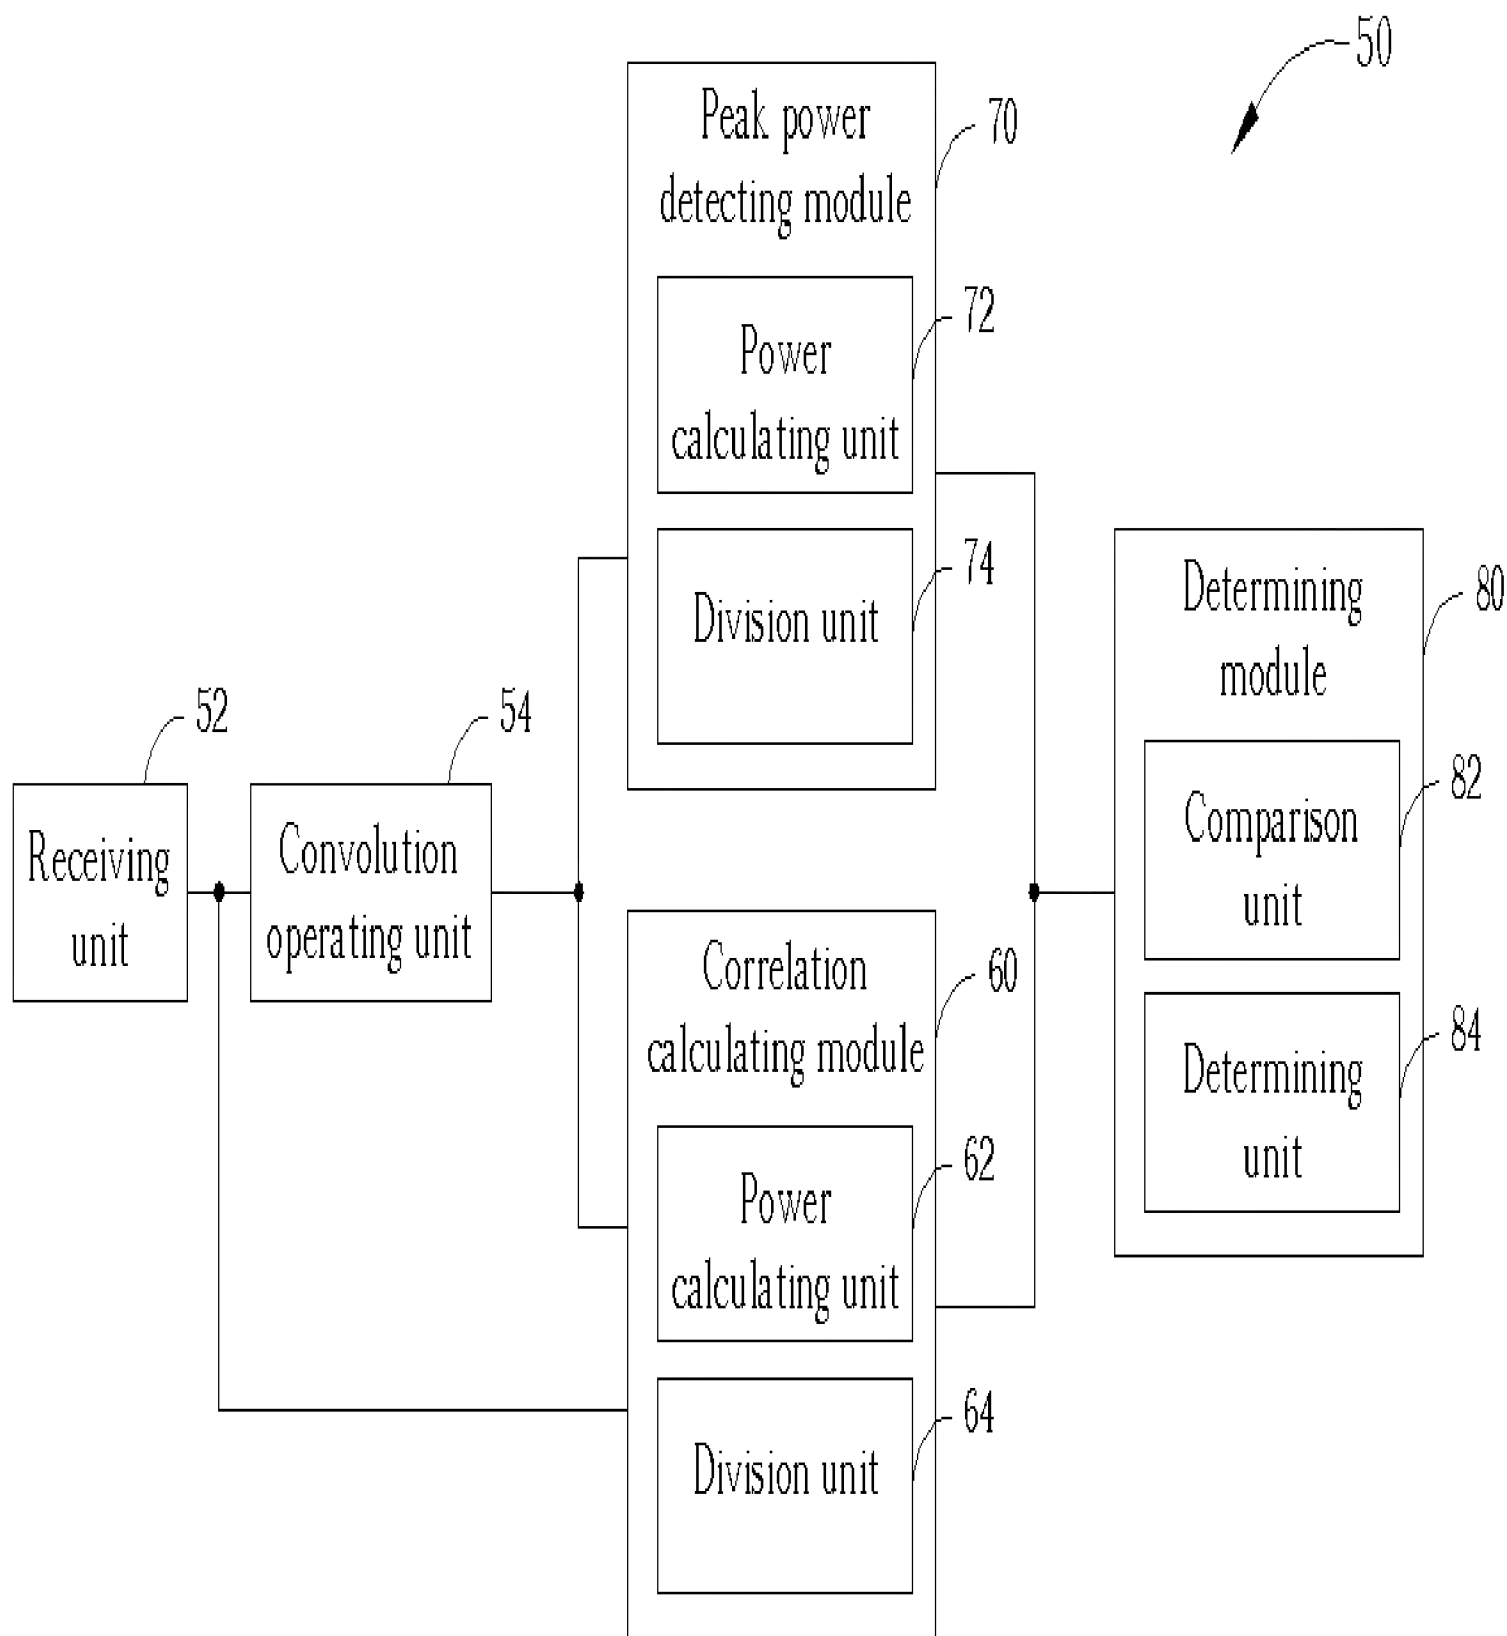 50
Peak power
detecting module
70
Power
calculating unit
72
Division unit
74
Determining
module
80
Comparison
unit
82
Determining
unit
84
52
54
Receiving
unit
Convolution
operating unit
Correlation
calculating module
60
Power
calculating unit
62
Division unit
64